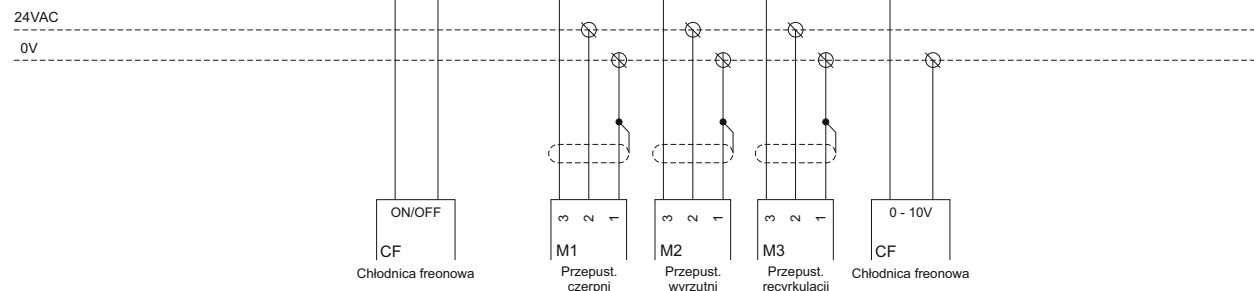 24VAC
0V
ON/OFF
3 2 1
3 2 1
3 2 1
0 - 10V
CF
M1
M2
M3
CF
Chłodnica freonowa
Przepust.
czerpni
Przepust.
wyrzutni
Przepust.
recyrkulacji
Chłodnica freonowa